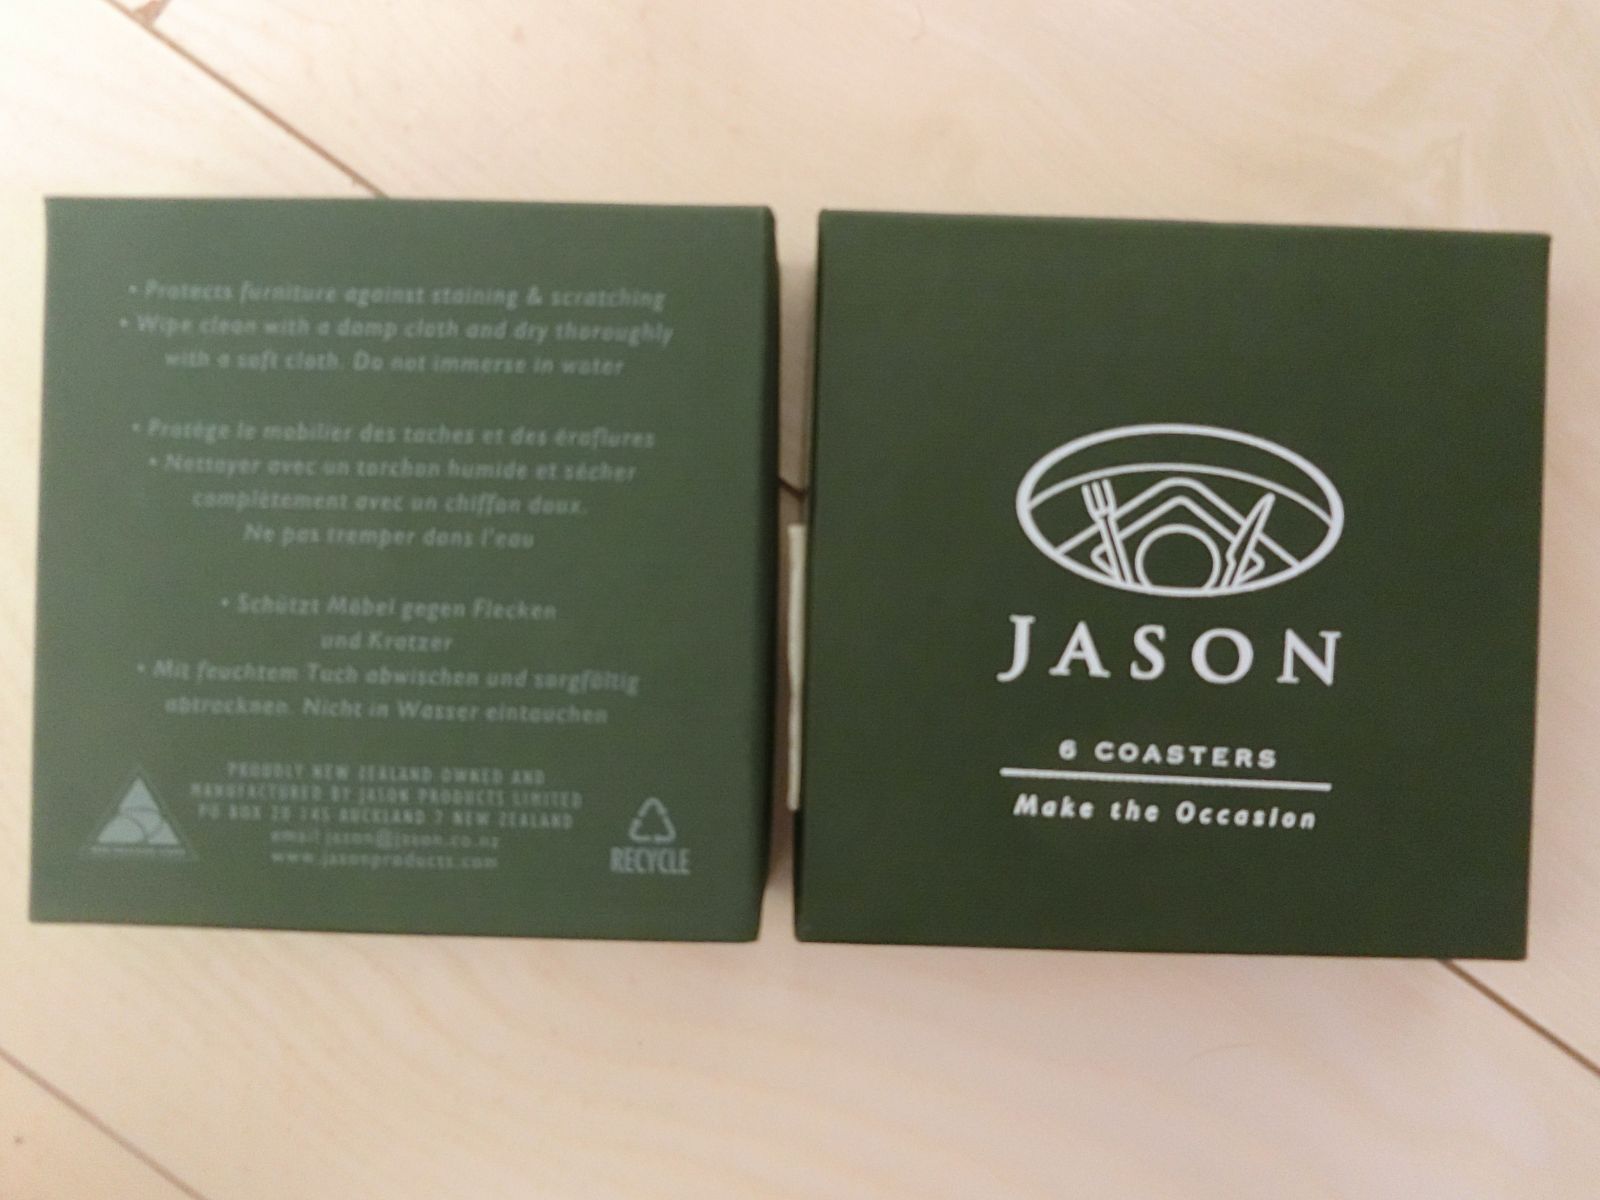 • Protects furniture against staining & scratching
• Wipe clean with a damp cloth and dry thoroughly
with a soft cloth. Do not immerse in water
• Protège le mobilier des taches et des éraflures
• Nettoyer avec un torchon humide et sécher
complètement avec un chiffon doux.
Ne pas tremper dans l'eau
• Schützt Möbel gegen Flecken
und Kratzer
• Mit feuchtem Tuch abwischen und sorgfältig
abtrocknen. Nicht in Wasser eintauchen
PROUDLY NEW ZEALAND OWNED AND
MANUFACTURED BY JASON PRODUCTS LIMITED
PO BOX 20 145 AUCKLAND 7 NEW ZEALAND
email jason@jason.co.nz
www.jasonproducts.com
RECYCLE
JASON
6 COASTERS
Make the Occasion